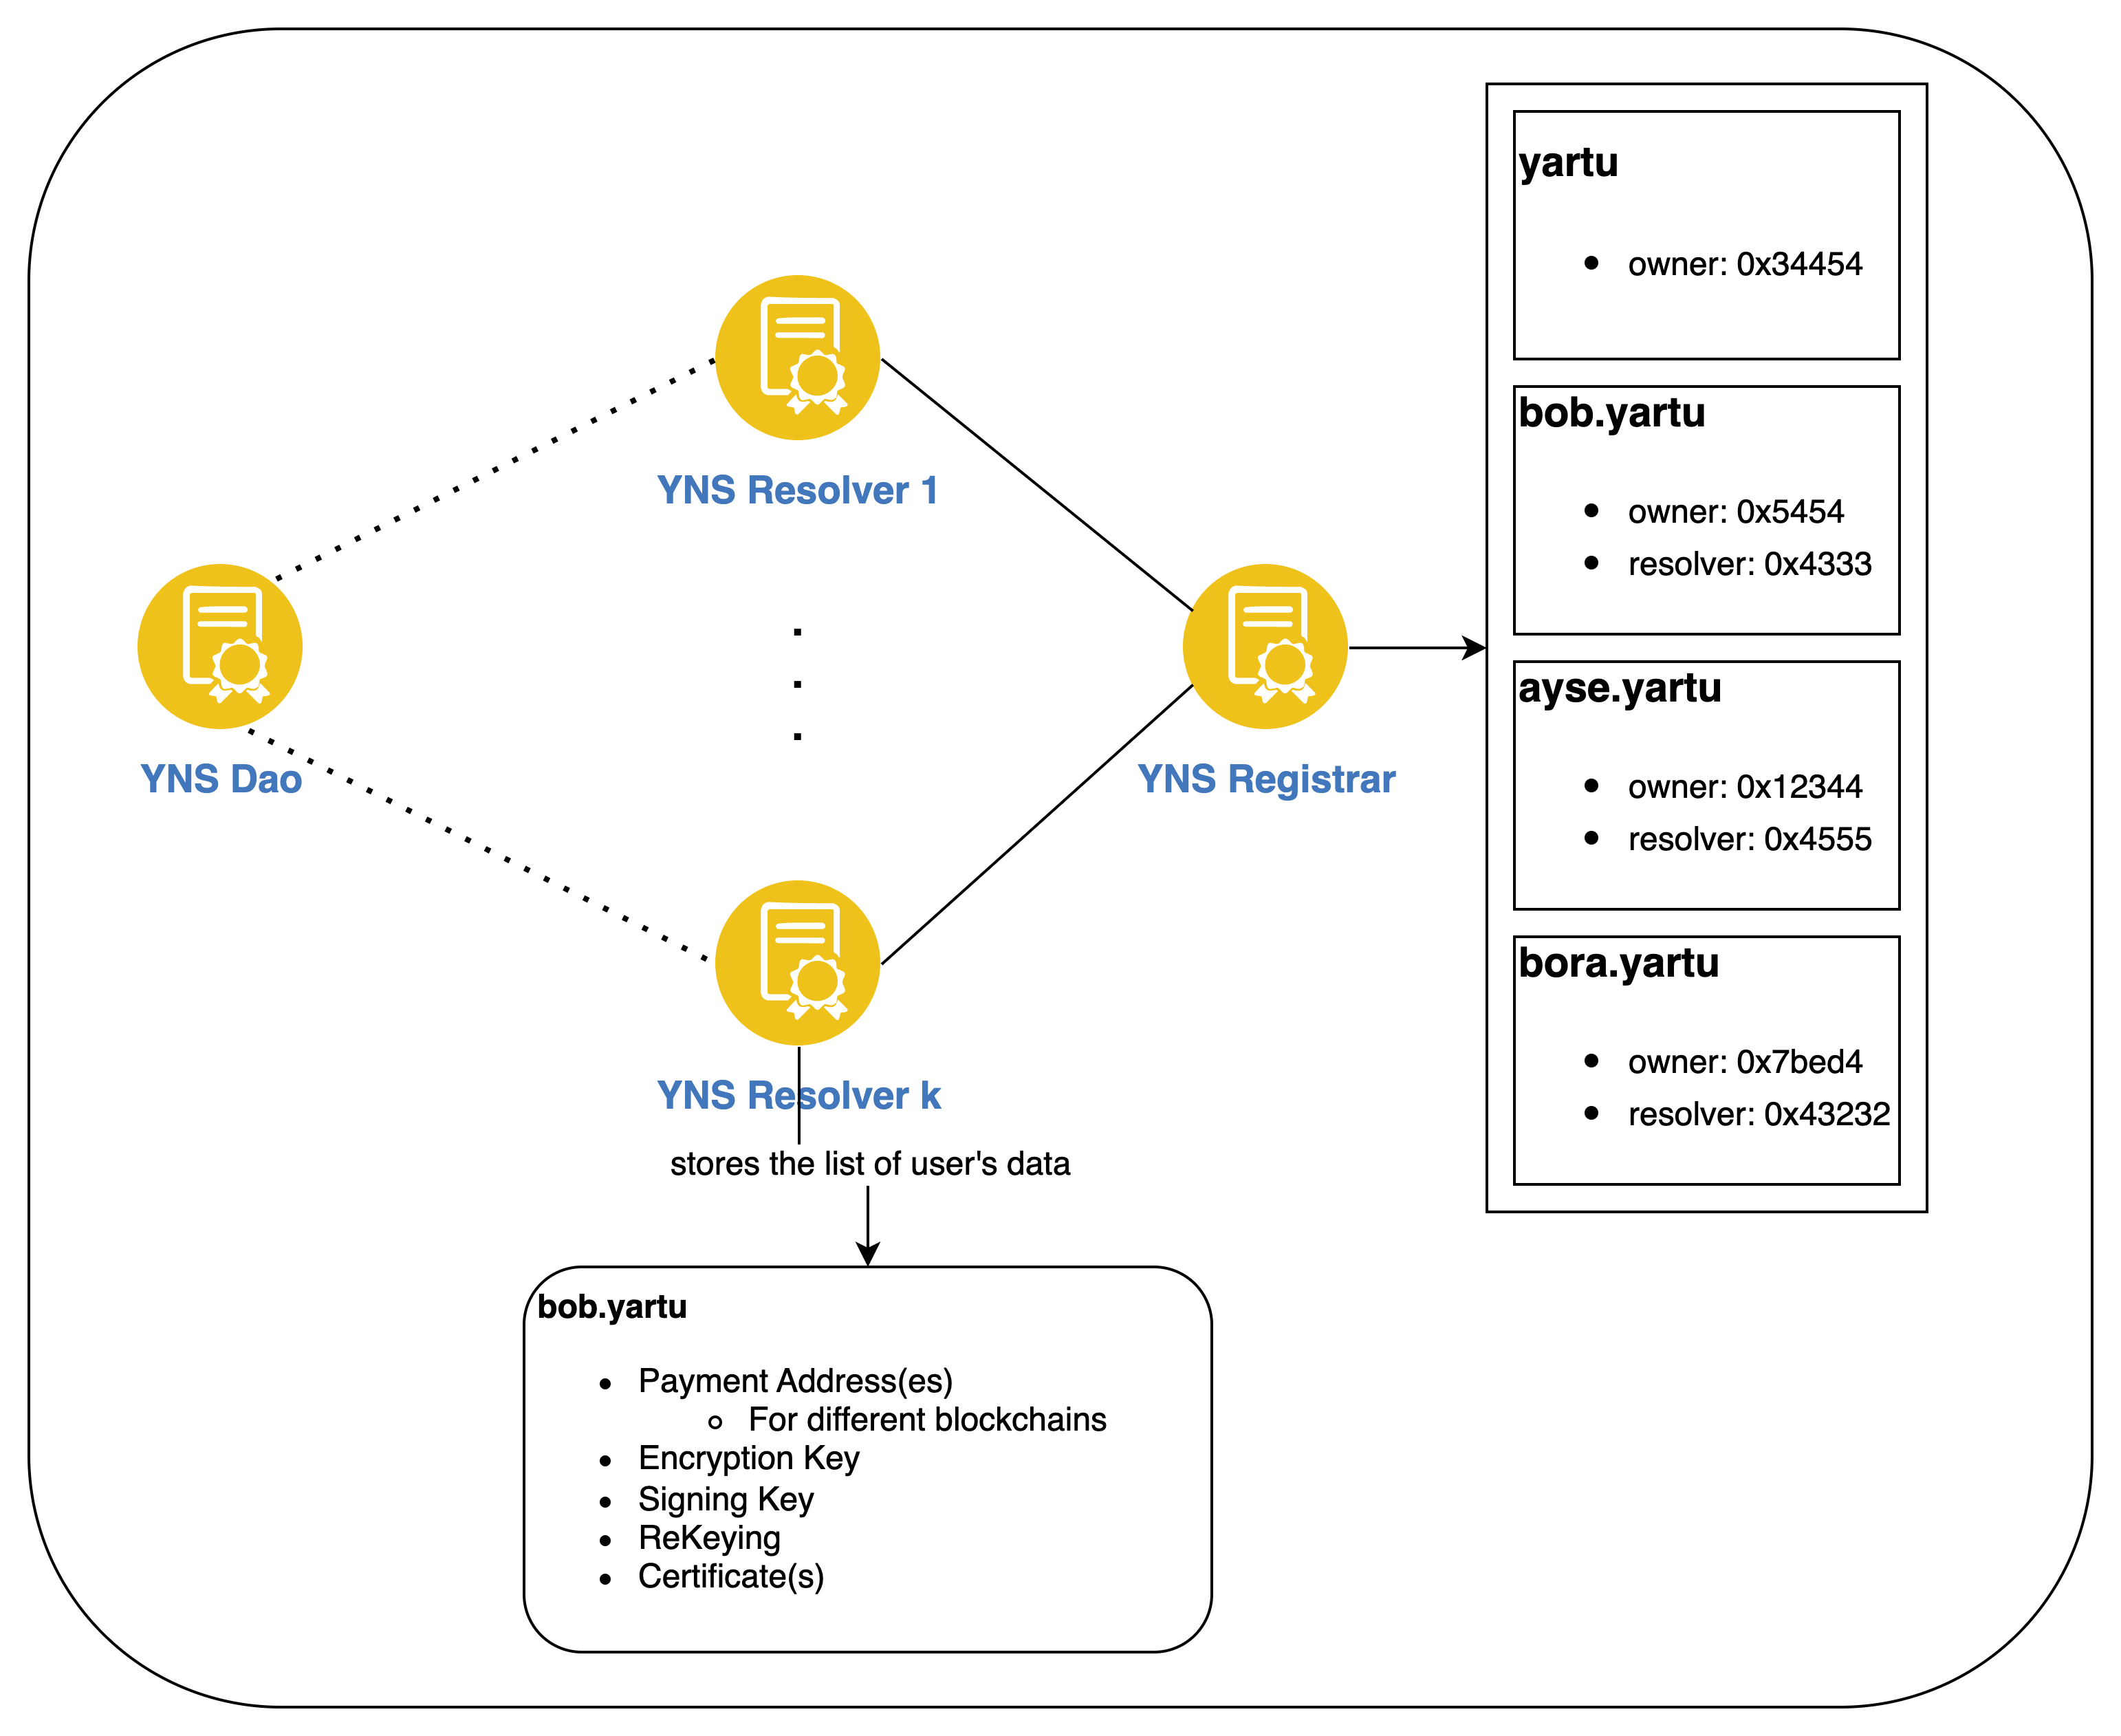 yartu
owner: 0x34454
bob.yartu
owner: 0x5454
resolver: 0x4333
ayse.yartu
owner: 0x12344
resolver: 0x4555
bora.yartu
owner: 0x7bed4
resolver: 0x43232
YNS Resolver 1
YNS Dao
YNS Registrar
YNS Resolver k
stores the list of user's data
bob.yartu
Payment Address(es)
For different blockchains
Encryption Key
Signing Key
ReKeying
Certificate(s)